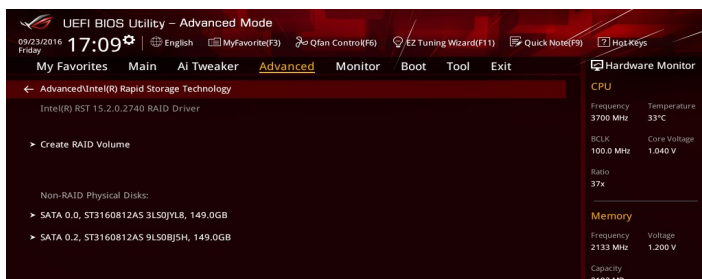 UEFI BIOS Utility – Advanced Mode
09/23/2016 Friday 17:09 English MyFavorite(F3) Qfan Control(F6) EZ Tuning Wizard(F11) Quick Note(F9) ? Hot Keys
My Favorites Main Ai Tweaker Advanced Monitor Boot Tool Exit
← Advanced\Intel(R) Rapid Storage Technology
Intel(R) RST 15.2.0.2740 RAID Driver
> Create RAID Volume
Non-RAID Physical Disks:
> SATA 0.0, ST3160812AS 3LS0JYL8, 149.0GB
> SATA 0.2, ST3160812AS 9LS0BJ5H, 149.0GB
Hardware Monitor
CPU
Frequency Temperature
3700 MHz 33°C
BCLK Core Voltage
100.0 MHz 1.040 V
Ratio
37x
Memory
Frequency Voltage
2133 MHz 1.200 V
Capacity